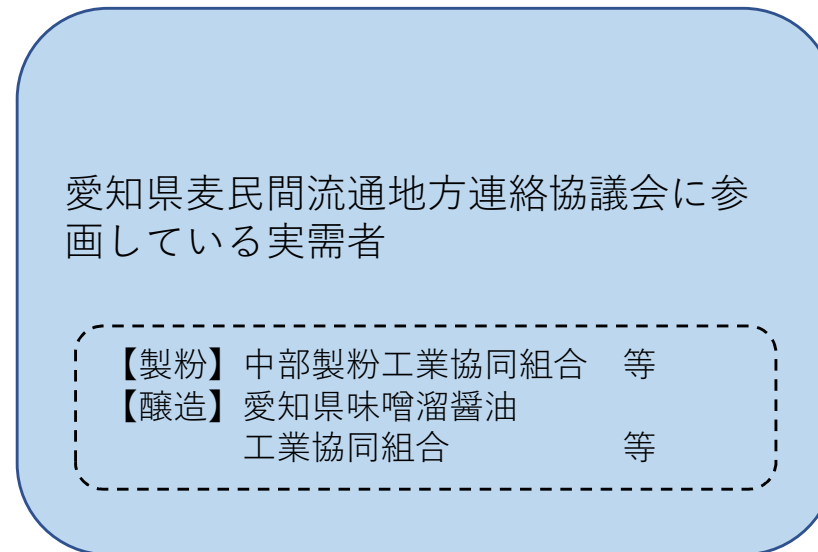 愛知県麦民間流通地方連絡協議会に参
画している実需者
【製粉】中部製粉工業協同組合　等
【醸造】愛知県味噌溜醤油
工業協同組合　等